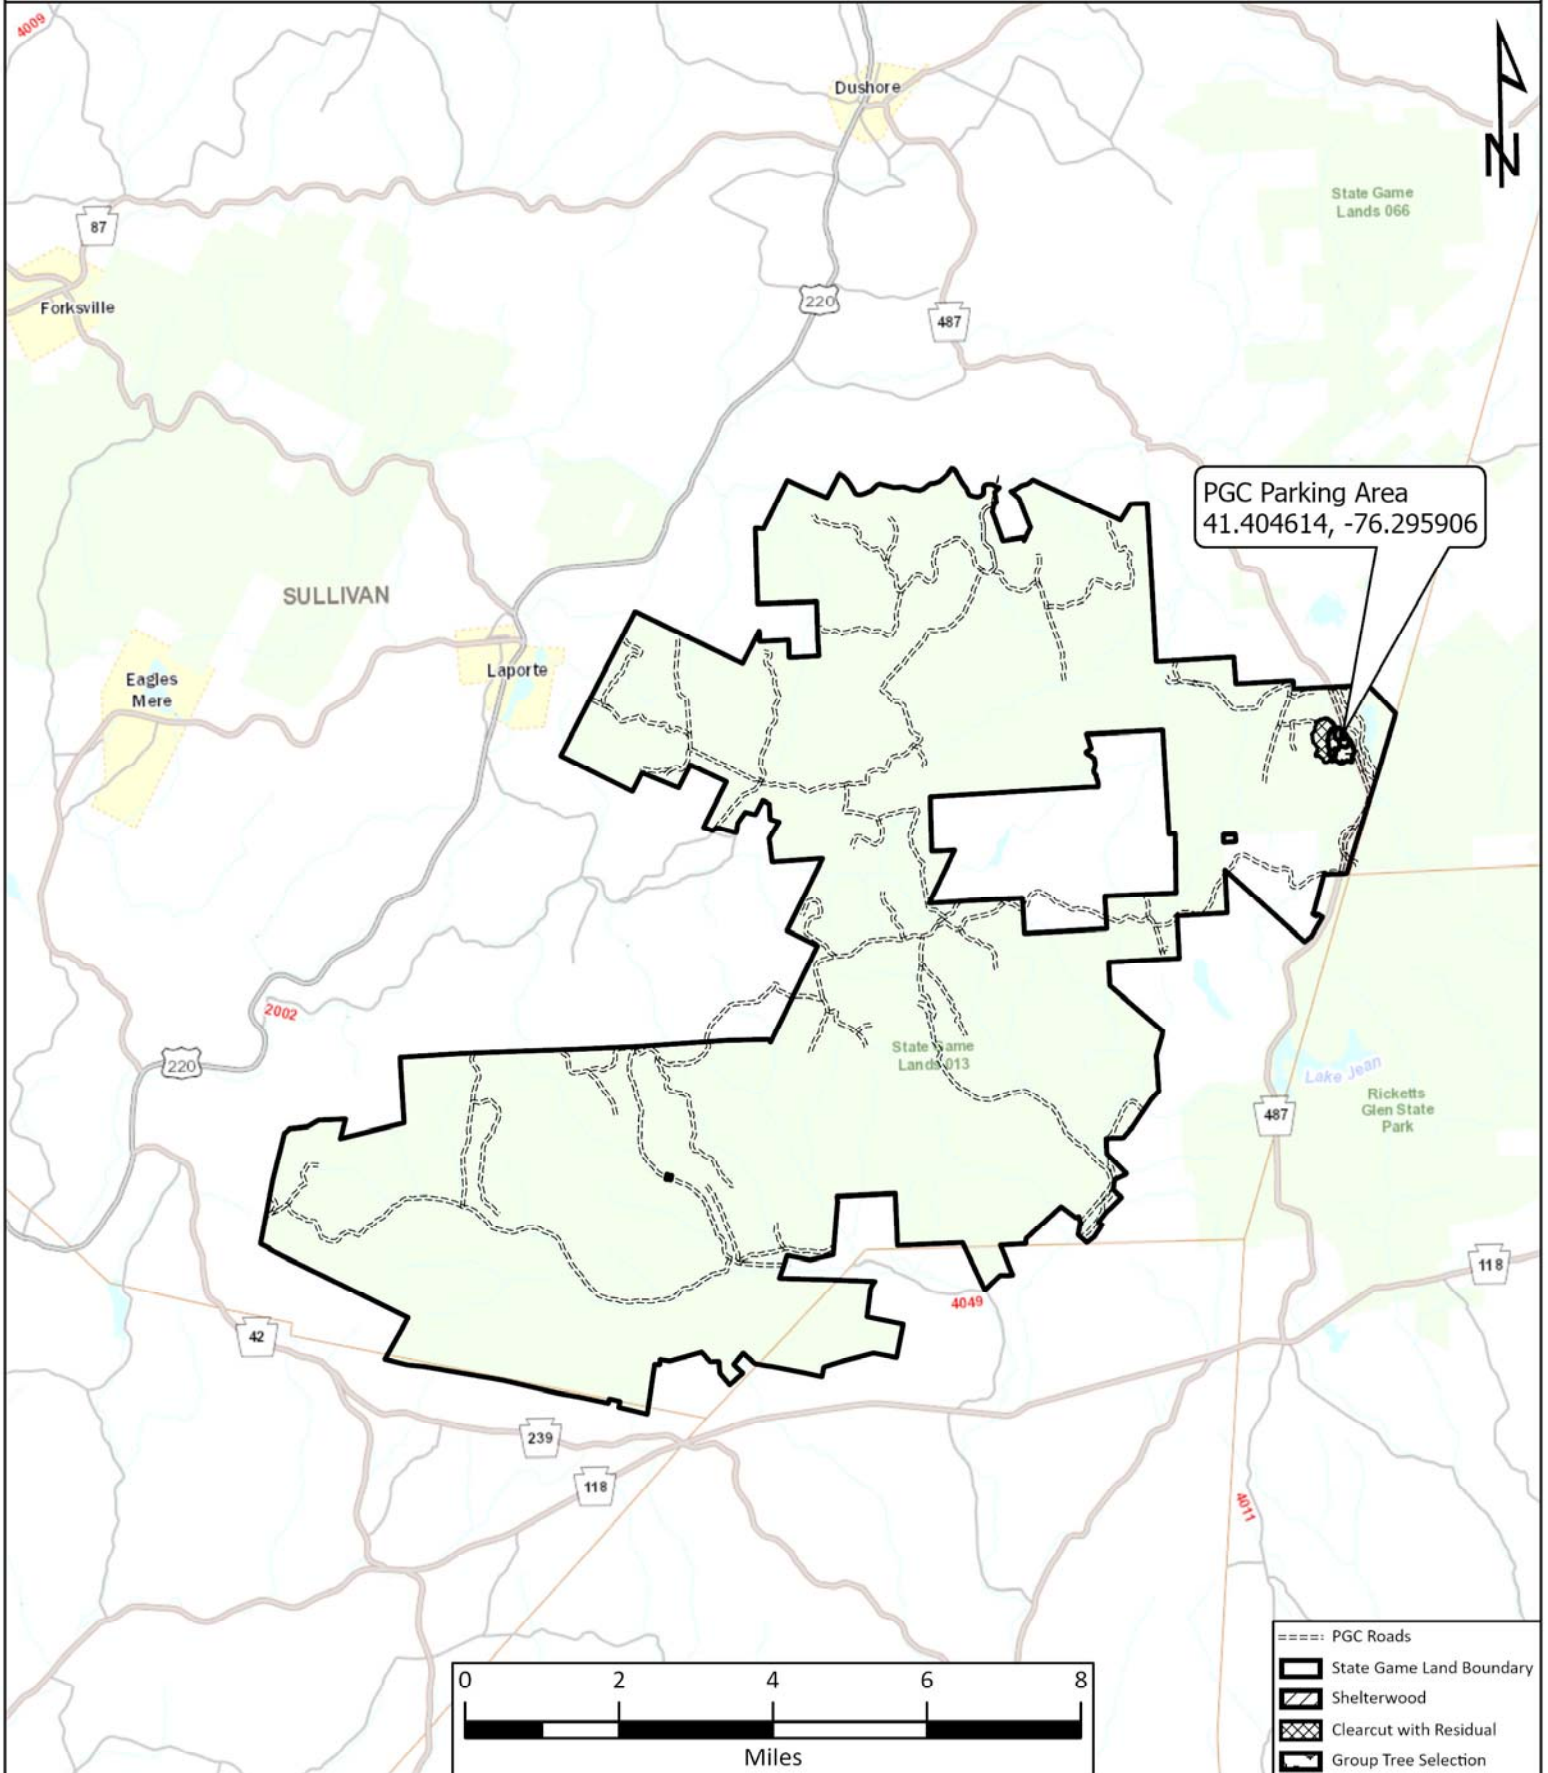 4009
Dushore
N
State Game
Lands 066
87
Forksville
220
487
PGC Parking Area
41.404614, -76.295906
SULLIVAN
Laporte
Eagles
Mere
2002
220
State Game
Lands 013
Lake Jean
Ricketts
Glen State
Park
487
118
4049
42
239
118
4011
PGC Roads
State Game Land Boundary
Shelterwood
Clearcut with Residual
Group Tree Selection
0 2 4 6 8
Miles